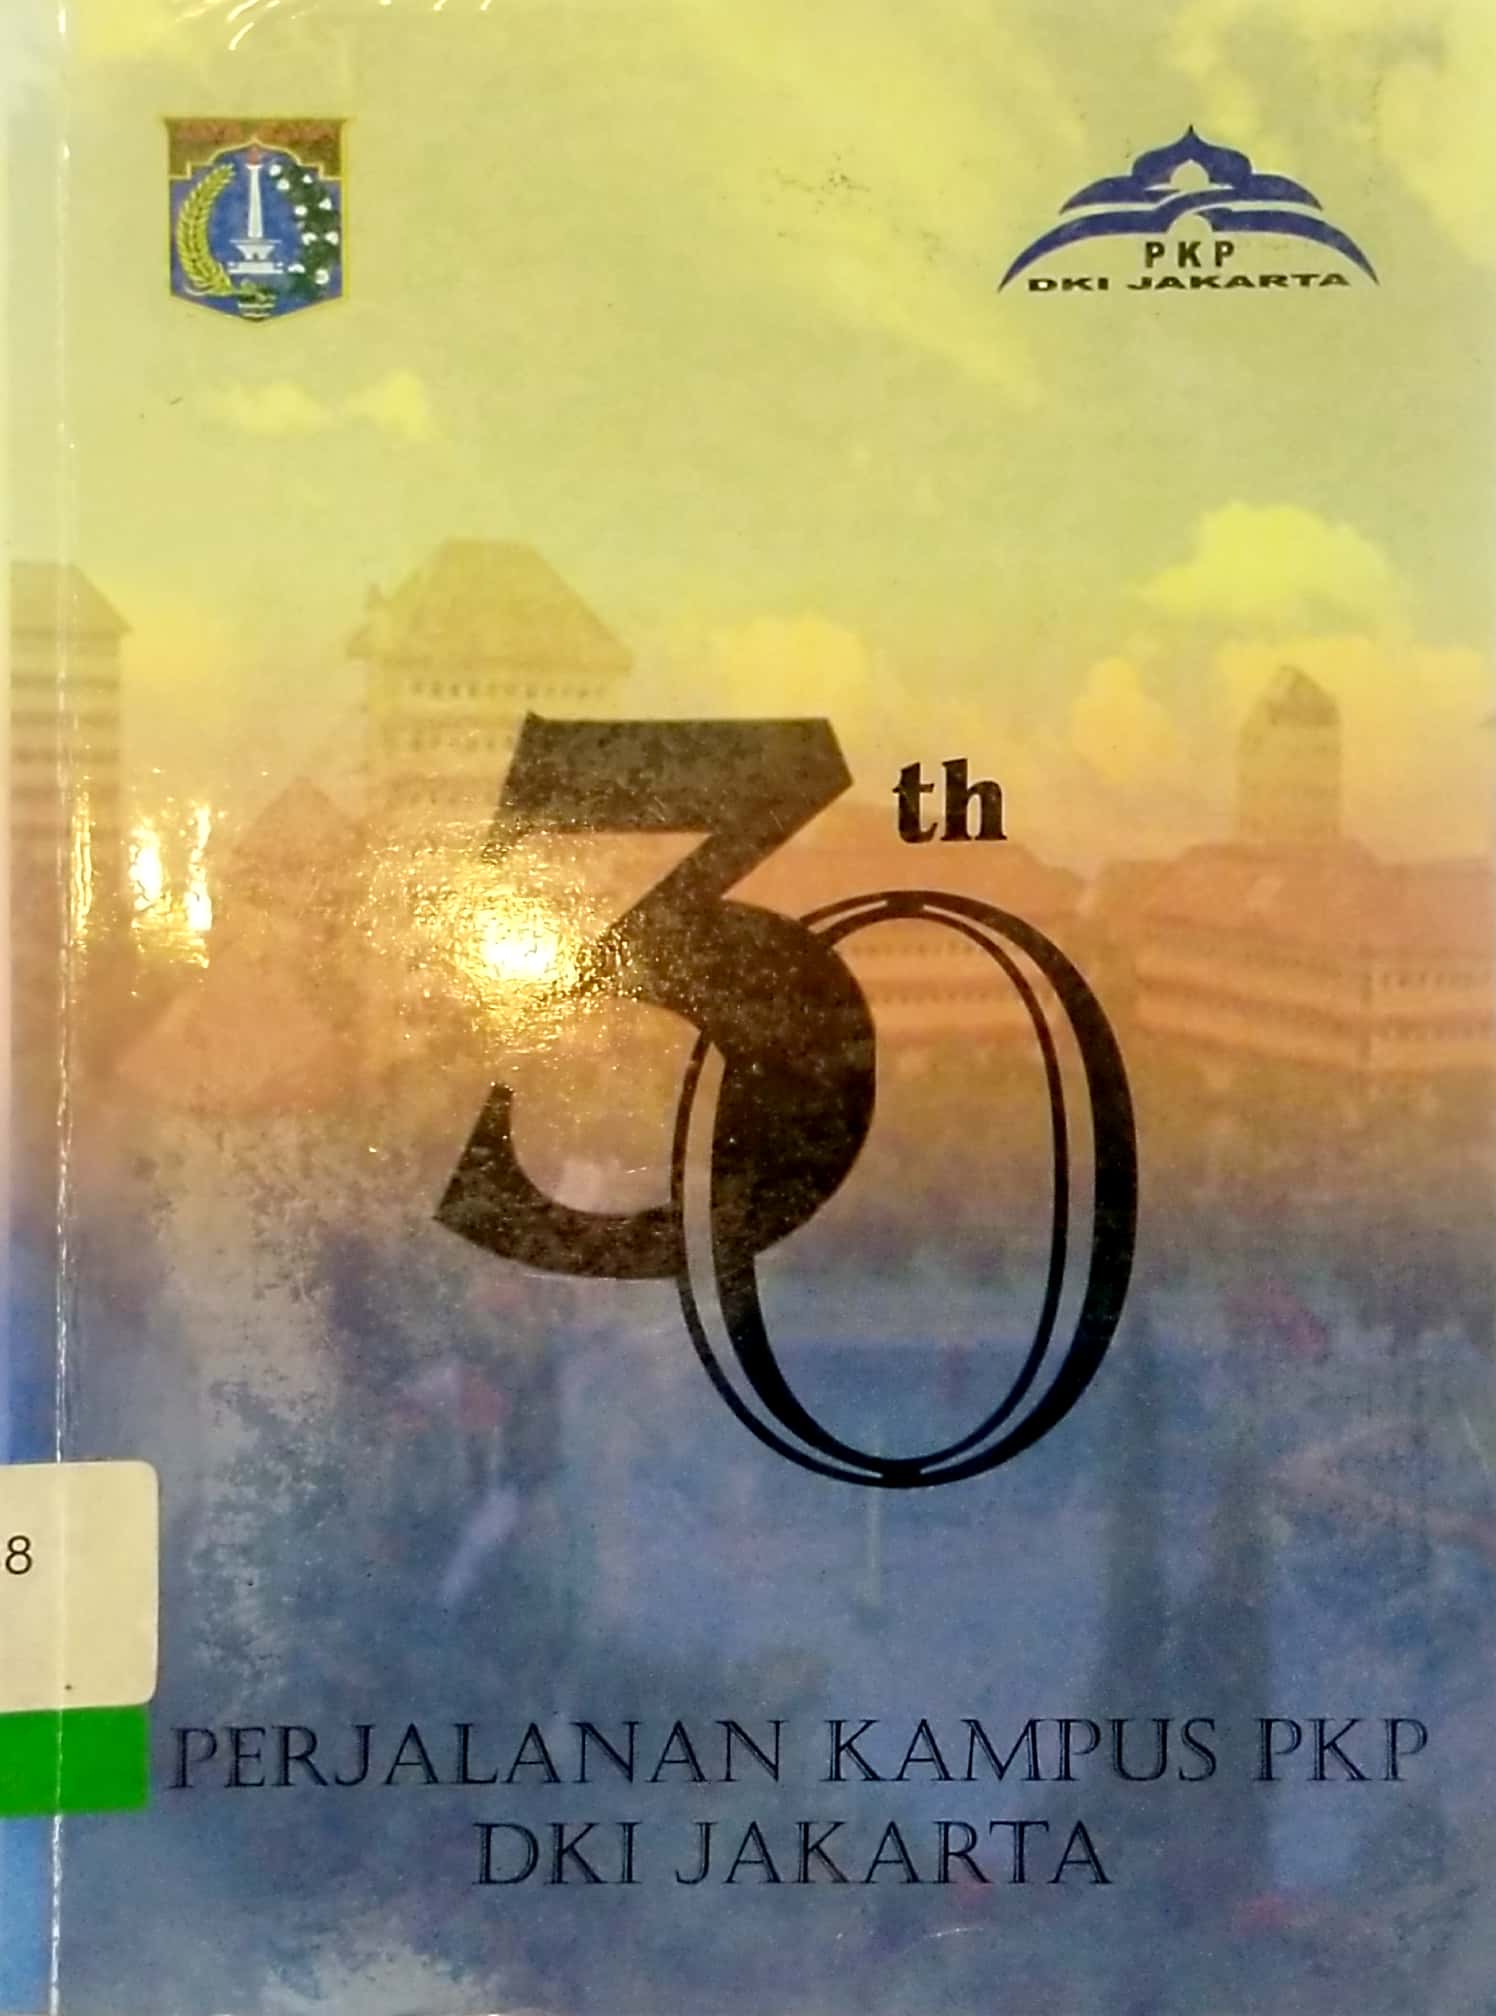 PKP
DKI JAKARTA
30
th
8
PERJALANAN KAMPUS PKP
DKI JAKARTA